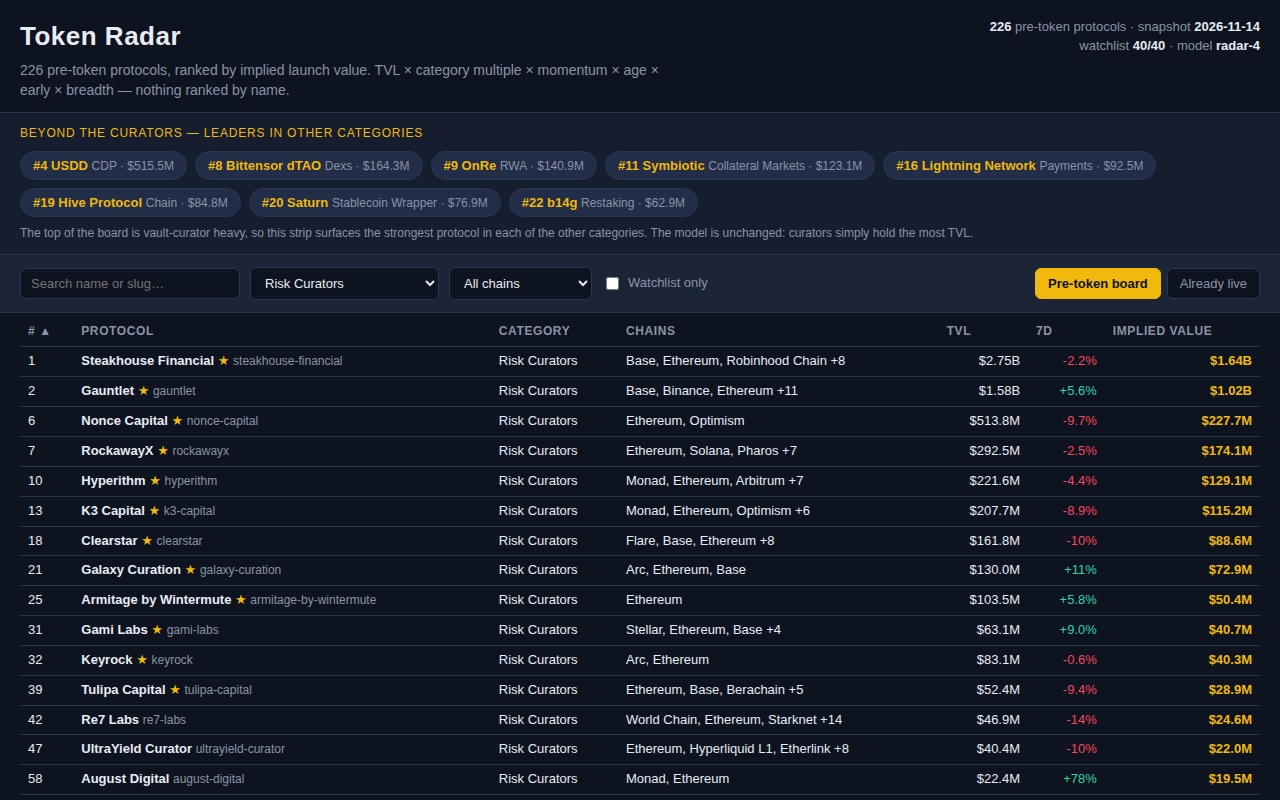 Token Radar
226 pre-token protocols · snapshot 2026-11-14
watchlist 40/40 · model radar-4
226 pre-token protocols, ranked by implied launch value. TVL × category multiple × momentum × age ×
early × breadth — nothing ranked by name.
BEYOND THE CURATORS — LEADERS IN OTHER CATEGORIES
#4 USDD CDP · $515.5M #8 Bittensor dTAO Dexs · $164.3M #9 OnRe RWA · $140.9M #11 Symbiotic Collateral Markets · $123.1M #16 Lightning Network Payments · $92.5M
#19 Hive Protocol Chain · $84.8M #20 Saturn Stablecoin Wrapper · $76.9M #22 b14g Restaking · $62.9M
The top of the board is vault-curator heavy, so this strip surfaces the strongest protocol in each of the other categories. The model is unchanged: curators simply hold the most TVL.
Search name or slug… Risk Curators All chains Watchlist only Pre-token board Already live
# ▲ PROTOCOL CATEGORY CHAINS TVL 7D IMPLIED VALUE
1 Steakhouse Financial ★ steakhouse-financial Risk Curators Base, Ethereum, Robinhood Chain +8 $2.75B -2.2% $1.64B
2 Gauntlet ★ gauntlet Risk Curators Base, Binance, Ethereum +11 $1.58B +5.6% $1.02B
6 Nonce Capital ★ nonce-capital Risk Curators Ethereum, Optimism $513.8M -9.7% $227.7M
7 RockawayX ★ rockawayx Risk Curators Ethereum, Solana, Pharos +7 $292.5M -2.5% $174.1M
10 Hyperithm ★ hyperithm Risk Curators Monad, Ethereum, Arbitrum +7 $221.6M -4.4% $129.1M
13 K3 Capital ★ k3-capital Risk Curators Monad, Ethereum, Optimism +6 $207.7M -8.9% $115.2M
18 Clearstar ★ clearstar Risk Curators Flare, Base, Ethereum +8 $161.8M -10% $88.6M
21 Galaxy Curation ★ galaxy-curation Risk Curators Arc, Ethereum, Base $130.0M +11% $72.9M
25 Armitage by Wintermute ★ armitage-by-wintermute Risk Curators Ethereum $103.5M +5.8% $50.4M
31 Gami Labs ★ gami-labs Risk Curators Stellar, Ethereum, Base +4 $63.1M +9.0% $40.7M
32 Keyrock ★ keyrock Risk Curators Arc, Ethereum $83.1M -0.6% $40.3M
39 Tulipa Capital ★ tulipa-capital Risk Curators Ethereum, Base, Berachain +5 $52.4M -9.4% $28.9M
42 Re7 Labs re7-labs Risk Curators World Chain, Ethereum, Starknet +14 $46.9M -14% $24.6M
47 UltraYield Curator ultrayield-curator Risk Curators Ethereum, Hyperliquid L1, Etherlink +8 $40.4M -10% $22.0M
58 August Digital august-digital Risk Curators Monad, Ethereum $22.4M +78% $19.5M